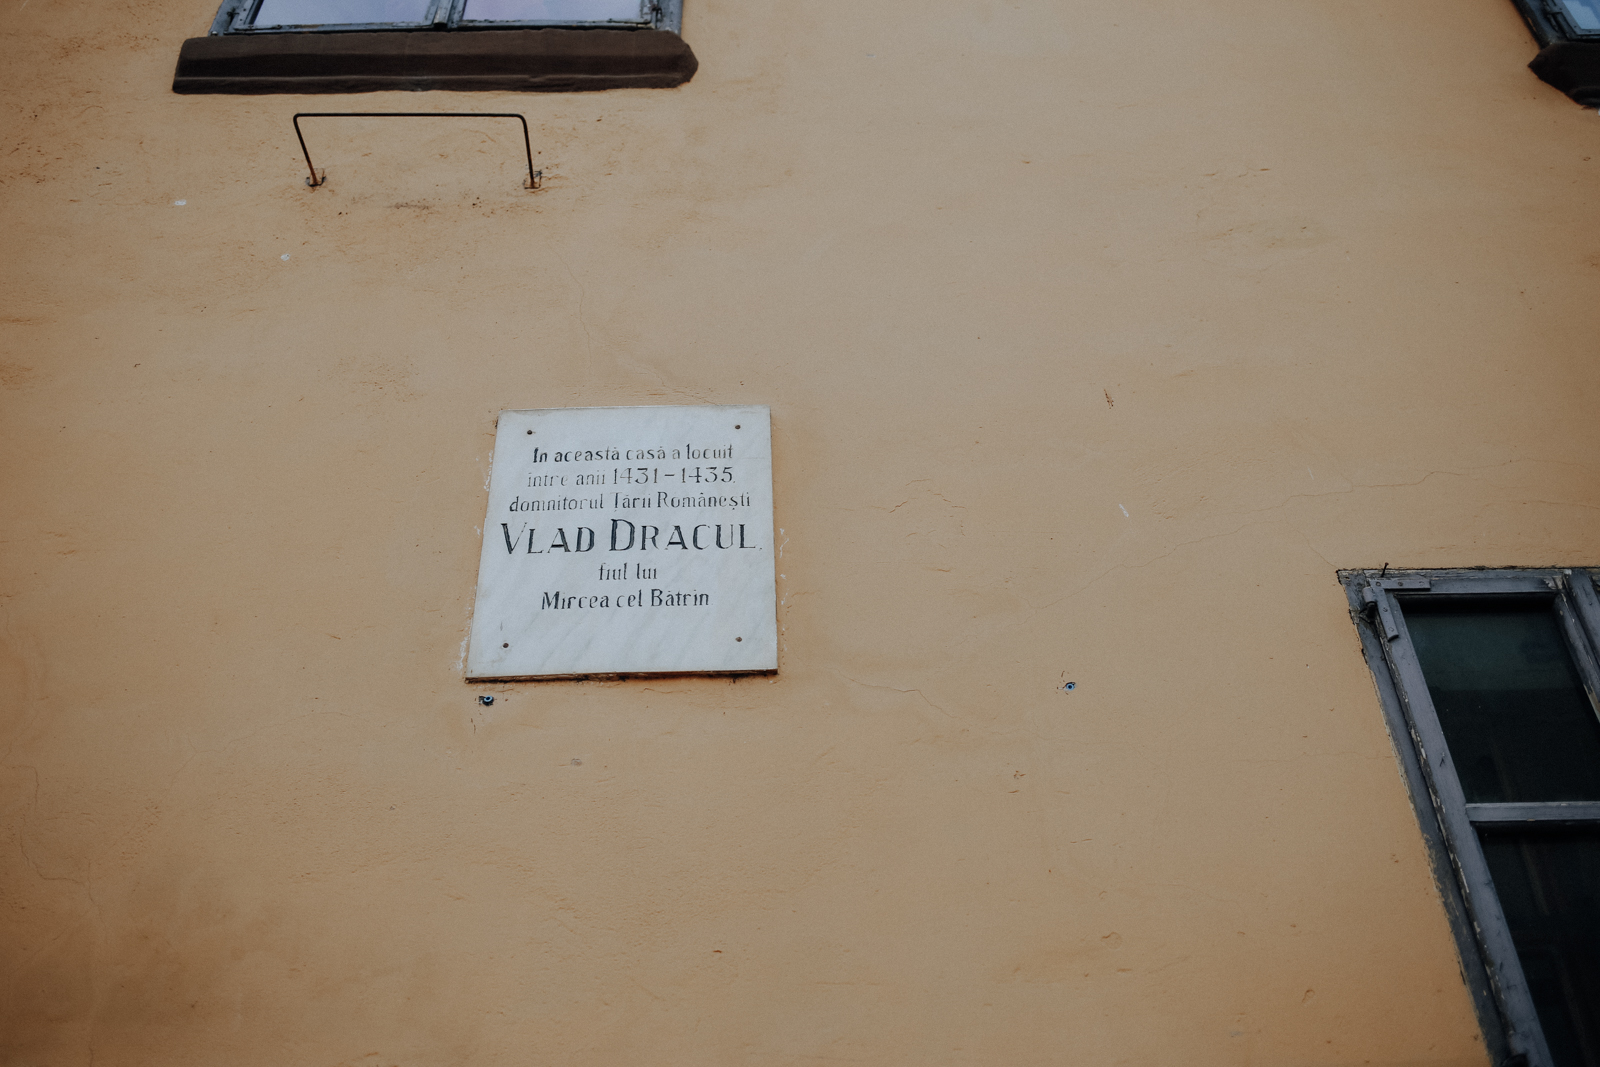 In această casă a locuit
între anii 1431-1435
domnitorul Țării Românești
VLAD DRACUL,
fiul lui
Mircea cel Bătrîn